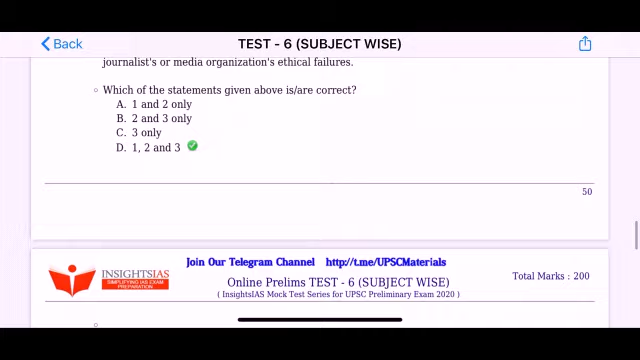 Back
TEST - 6 (SUBJECT WISE)
journalist's or media organization's ethical failures.
Which of the statements given above is/are correct?
A. 1 and 2 only
B. 2 and 3 only
C. 3 only
D. 1, 2 and 3
50
Join Our Telegram Channel http://t.me/UPSCMaterials
INSIGHTSIAS
SIMPLIFYING IAS EXAM PREPARATION
Online Prelims TEST - 6 (SUBJECT WISE)
Total Marks : 200
( InsightsIAS Mock Test Series for UPSC Preliminary Exam 2020 )